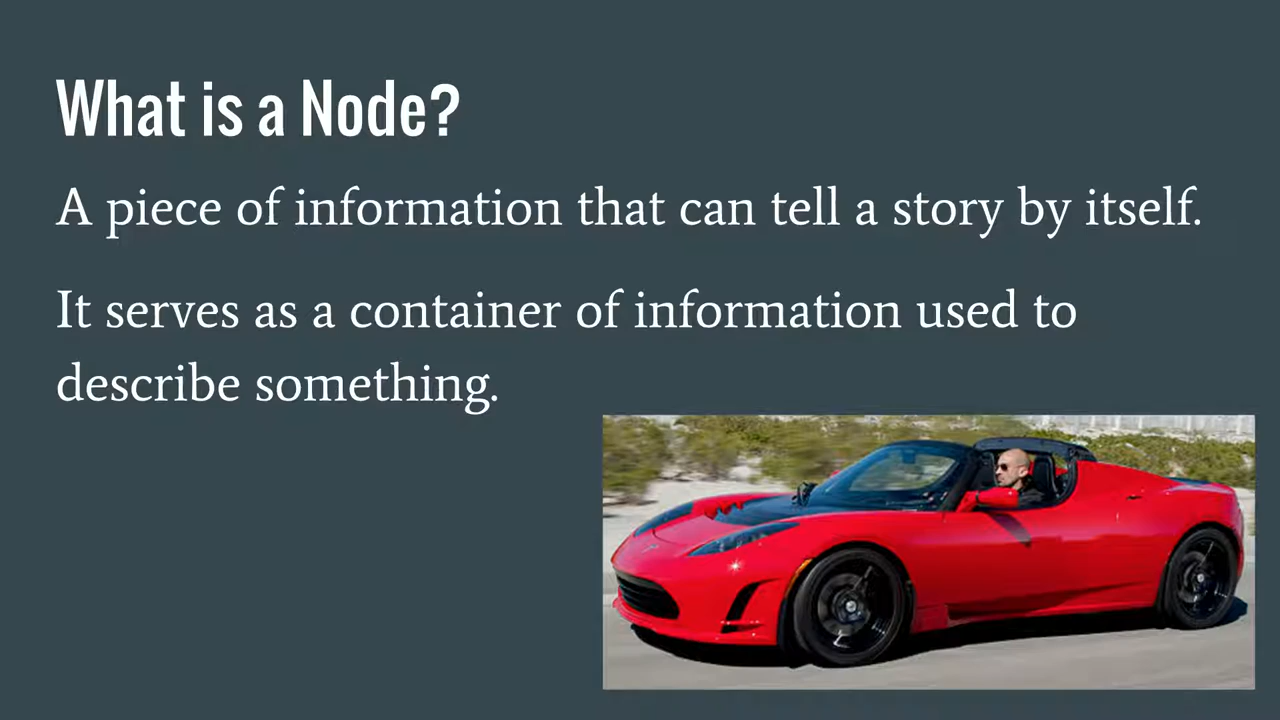 What is a Node?
A piece of information that can tell a story by itself.
It serves as a container of information used to
describe something.